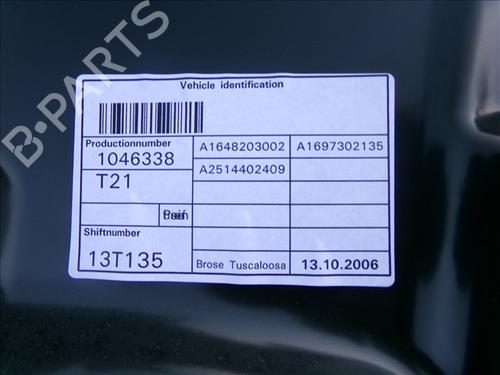 Vehicle identification
Productionnumber
1046338
T21
Shiftnumber
13T135
A1648203002 A1697302135
A2514402409
Brose Tuscaloosa 13.10.2006
B-PARTS